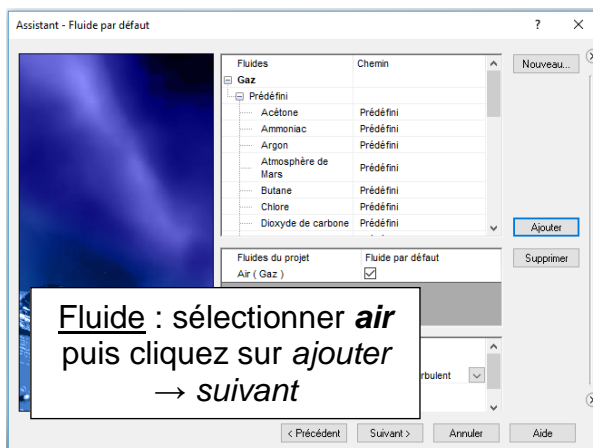 Assistant - Fluide par défaut ? ×
Fluides Chemin
Gaz
Prédéfini
Acétone Prédéfini
Ammoniac Prédéfini
Argon Prédéfini
Atmosphère de Mars Prédéfini
Butane Prédéfini
Chlore Prédéfini
Dioxyde de carbone Prédéfini
Nouveau...
Ajouter
Fluides du projet Fluide par défaut
Air ( Gaz )
Supprimer
Fluide : sélectionner air
puis cliquez sur ajouter
→ suivant
< Précédent Suivant > Annuler Aide